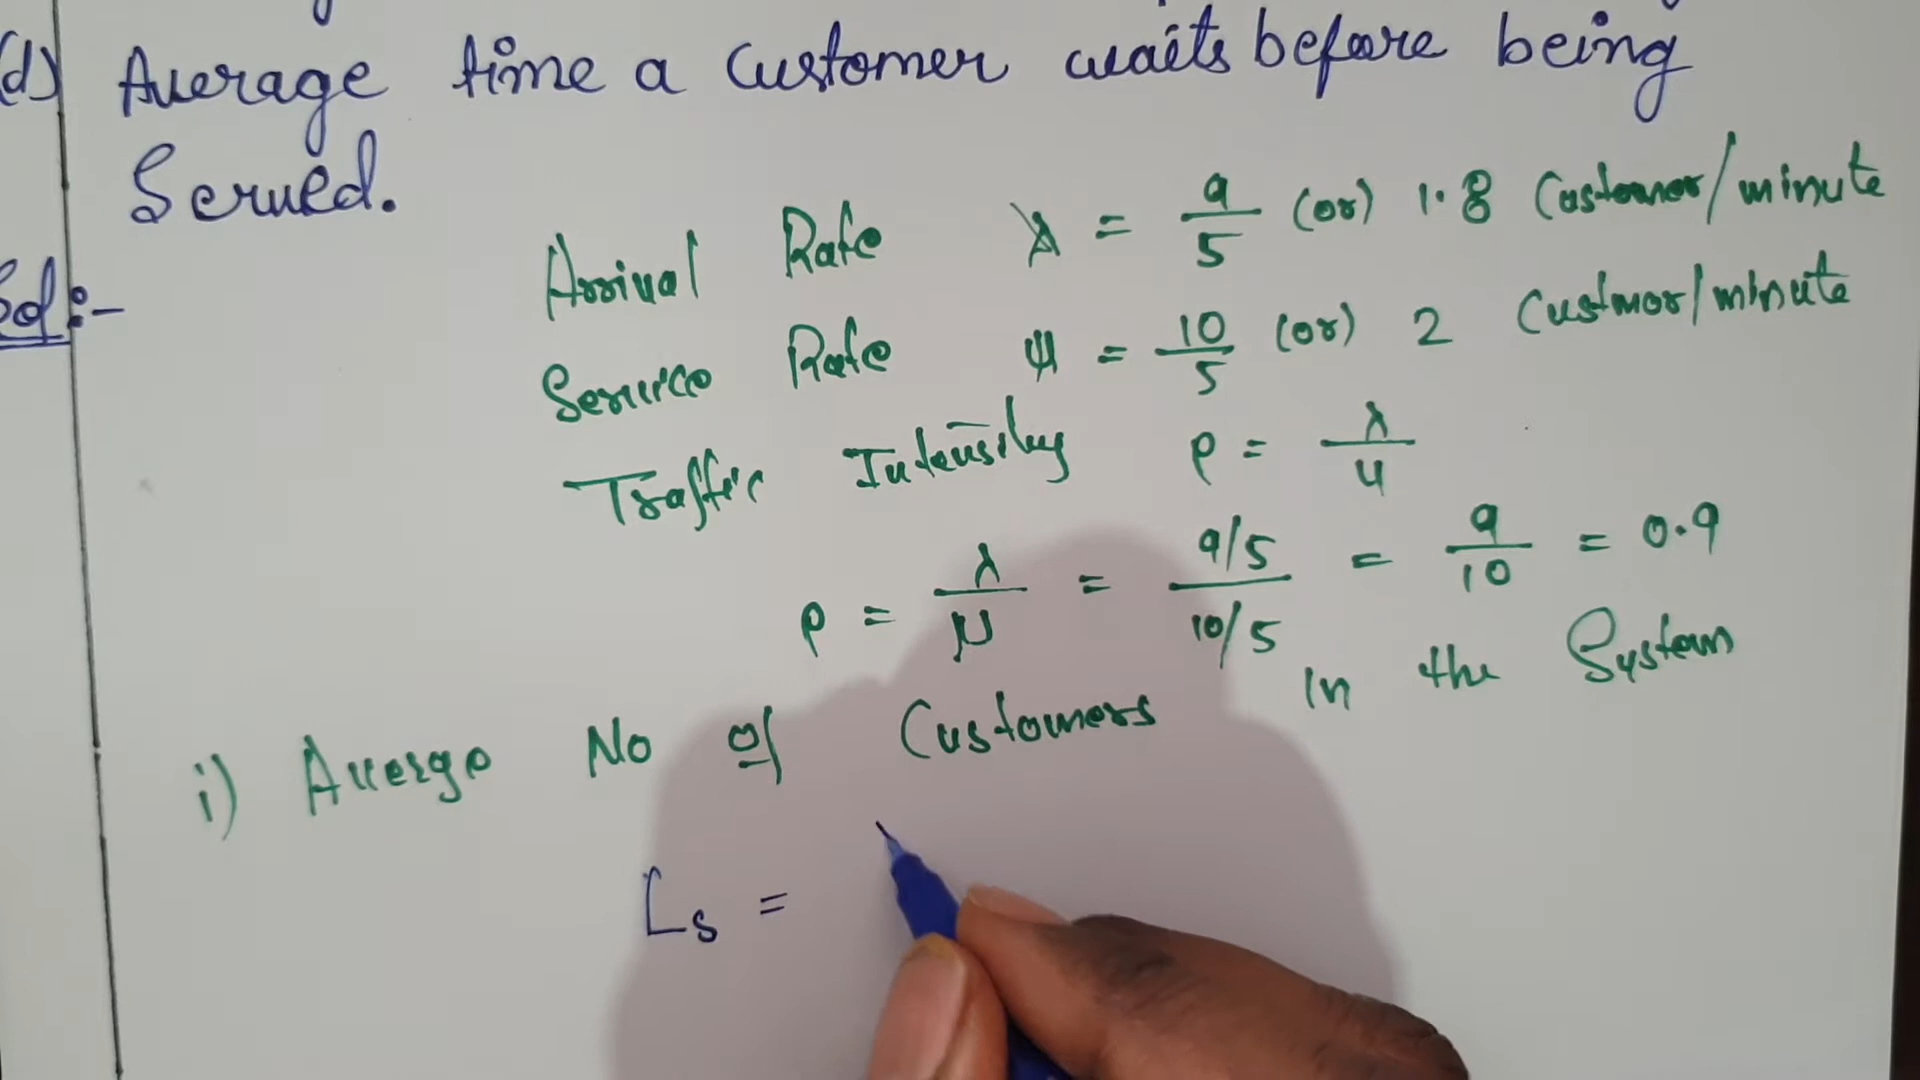 (d) Average time a Customer waits before being
Served.
Sol:-
Arrival Rate λ = 9/5 (or) 1.8 Customer/minute
Service Rate μ = 10/5 (or) 2 Custmor/minute
Traffic Intensity ρ = λ/μ
ρ = λ/μ = 9/5 / 10/5 = 9/10 = 0.9
i) Averge No of Customers in the System
Ls =